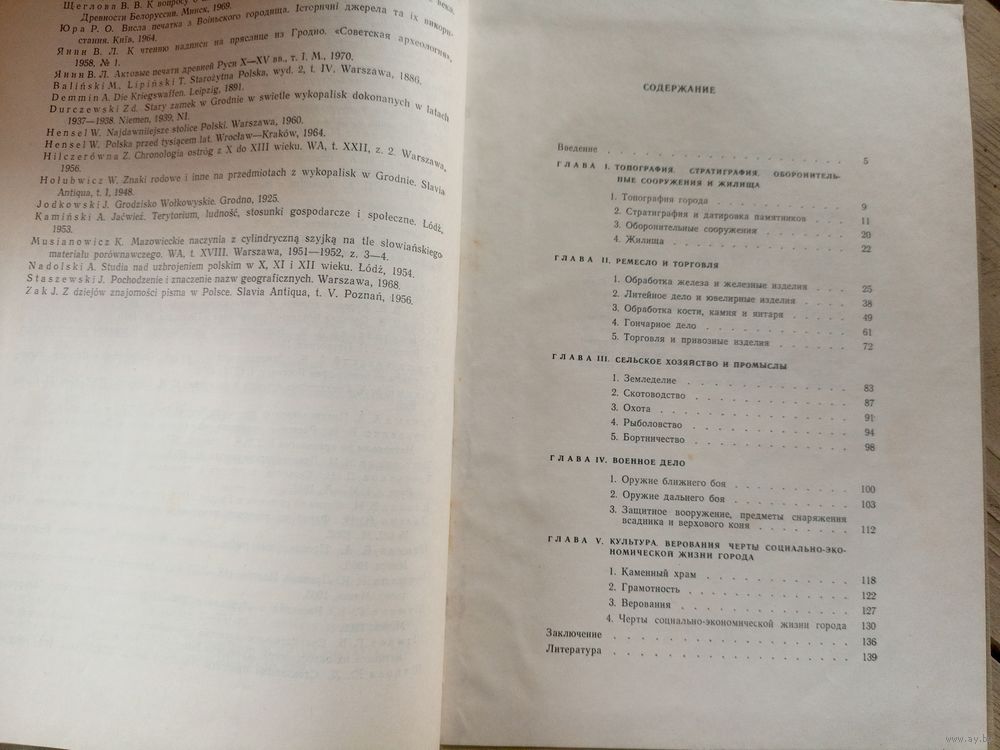 Щеглова В. В. К вопросу о
века.
Древности Белоруссии. Минск, 1969.
Юра Р. О. Висла печатка з Воїньского городища. Історичні джерела та їх викори-
стання. Київ, 1964.
Янин В. Л. К чтению надписи на пряслице из Гродно. «Советская археология»,
1958, № 1.
Янин В. Л. Актовые печати древней Руси X—XV вв., т. I. М., 1970.
Baliński M., Lipiński T. Starożytna Polska, wyd. 2, t. IV. Warszawa, 1886.
Demmin A. Die Kriegswaffen. Leipzig, 1891.
Durczewski Zd. Stary zamek w Grodnie w świetle wykopalisk dokonanych w latach
1937—1938. Niemen, 1939, NI.
Hensel W. Najdawniejsze stolice Polski. Warszawa, 1960.
Hensel W. Polska przed tysiącem lat. Wrocław—Kraków, 1964.
Hilczerówna Z. Chronologia ostróg z X do XIII wieku. WA, t. XXII, z. 2. Warszawa,
1956.
Hołubowicz W. Znaki rodowe i inne na przedmiotach z wykopalisk w Grodnie. Slavia
Antiqua, t. I, 1948.
Jodkowski J. Grodzisko Wołkowyskie. Grodno, 1925.
Kamiński A. Jaćwież. Terytorium, ludność, stosunki gospodarcze i społeczne. Łódź,
1953.
Musianowicz K. Mazowieckie naczynia z cylindryczną szyjką na tle słowiańskiego
materiału porównawczego. WA, t. XVIII. Warszawa, 1951—1952, z. 3—4.
Nadolski A. Studia nad uzbrojeniem polskim w X, XI i XII wieku. Łódź, 1954.
Staszewski J. Pochodzenie i znaczenie nazw geograficznych. Warszawa, 1968.
Zak J. Z dziejów znajomości pisma w Polsce. Slavia Antiqua, t. V. Poznań, 1956.
СОДЕРЖАНИЕ
Введение . . . . . . . . . . . . 5
ГЛАВА I. ТОПОГРАФИЯ. СТРАТИГРАФИЯ. ОБОРОНИТЕЛЬ-
НЫЕ СООРУЖЕНИЯ И ЖИЛИЩА
1. Топография города . . . . . . . . 9
2. Стратиграфия и датировка памятников . . . . 11
3. Оборонительные сооружения . . . . . . 20
4. Жилища . . . . . . . . . . 22
ГЛАВА II. РЕМЕСЛО И ТОРГОВЛЯ
1. Обработка железа и железные изделия . . . . 25
2. Литейное дело и ювелирные изделия . . . . 38
3. Обработка кости, камня и янтаря . . . . . 49
4. Гончарное дело . . . . . . . . . 61
5. Торговля и привозные изделия . . . . . . 72
ГЛАВА III. СЕЛЬСКОЕ ХОЗЯЙСТВО И ПРОМЫСЛЫ
1. Земледелие . . . . . . . . . . 83
2. Скотоводство . . . . . . . . . 87
3. Охота . . . . . . . . . . . 91
4. Рыболовство . . . . . . . . . 94
5. Бортничество . . . . . . . . . 98
ГЛАВА IV. ВОЕННОЕ ДЕЛО
1. Оружие ближнего боя . . . . . . . . 100
2. Оружие дальнего боя . . . . . . . . 103
3. Защитное вооружение, предметы снаряжения
всадника и верхового коня . . . . . . 112
ГЛАВА V. КУЛЬТУРА. ВЕРОВАНИЯ ЧЕРТЫ СОЦИАЛЬНО-ЭКО-
НОМИЧЕСКОЙ ЖИЗНИ ГОРОДА
1. Каменный храм . . . . . . . . . 118
2. Грамотность . . . . . . . . . 122
3. Верования . . . . . . . . . . 127
4. Черты социально-экономической жизни города 130
Заключение . . . . . . . . . . . 136
Литература . . . . . . . . . . . 139
www.ay.by